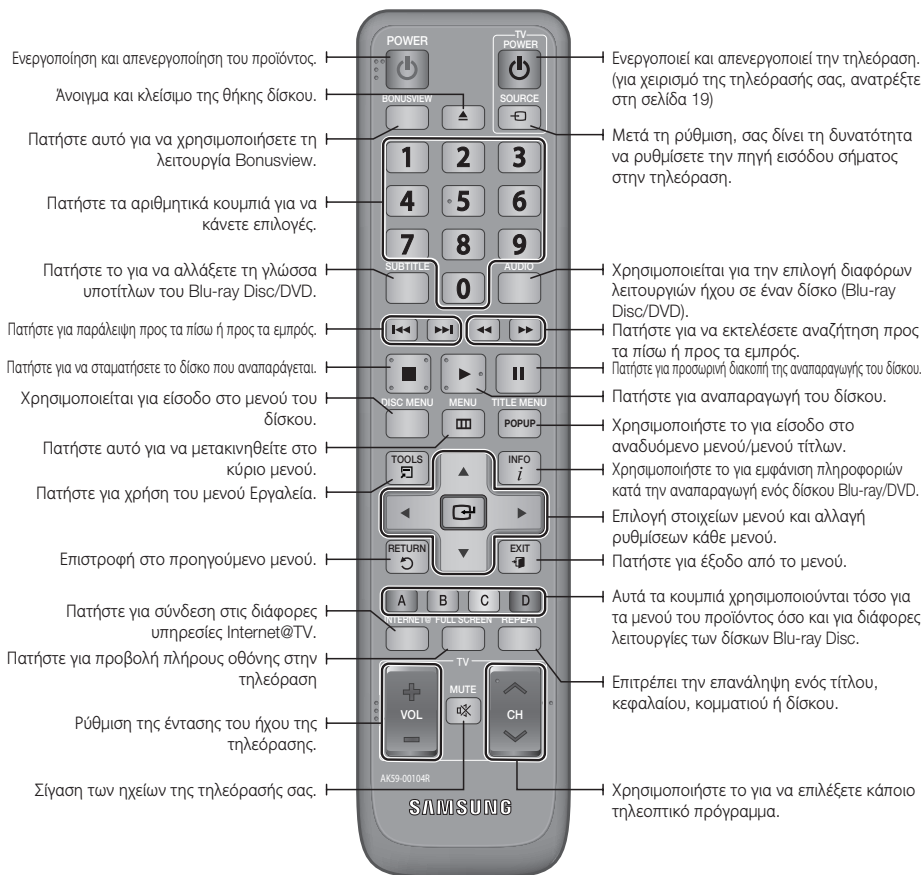 POWER
TV
POWER
Ενεργοποίηση και απενεργοποίηση του προϊόντος.
Ενεργοποιεί και απενεργοποιεί την τηλεόραση.
(για χειρισμό της τηλεόρασής σας, ανατρέξτε
στη σελίδα 19)
Άνοιγμα και κλείσιμο της θήκης δίσκου.
BONUSVIEW
SOURCE
Πατήστε αυτό για να χρησιμοποιήσετε τη
λειτουργία Bonusview.
Μετά τη ρύθμιση, σας δίνει τη δυνατότητα
να ρυθμίσετε την πηγή εισόδου σήματος
στην τηλεόραση.
1 2 3
4 5 6
7 8 9
0
Πατήστε τα αριθμητικά κουμπιά για να
κάνετε επιλογές.
SUBTITLE
AUDIO
Πατήστε το για να αλλάξετε τη γλώσσα
υποτίτλων του Blu-ray Disc/DVD.
Χρησιμοποιείται για την επιλογή διαφόρων
λειτουργιών ήχου σε έναν δίσκο (Blu-ray
Disc/DVD).
Πατήστε για παράλειψη προς τα πίσω ή προς τα εμπρός.
Πατήστε για να εκτελέσετε αναζήτηση προς
τα πίσω ή προς τα εμπρός.
Πατήστε για να σταματήσετε το δίσκο που αναπαράγεται.
Πατήστε για προσωρινή διακοπή της αναπαραγωγής του δίσκου.
Πατήστε για αναπαραγωγή του δίσκου.
DISC MENU MENU TITLE MENU
POPUP
Χρησιμοποιείται για είσοδο στο μενού του
δίσκου.
Χρησιμοποιήστε το για είσοδο στο
αναδυόμενο μενού/μενού τίτλων.
Πατήστε αυτό για να μετακινηθείτε στο
κύριο μενού.
TOOLS
INFO
i
Πατήστε για χρήση του μενού Εργαλεία.
Χρησιμοποιήστε το για εμφάνιση πληροφοριών
κατά την αναπαραγωγή ενός δίσκου Blu-ray/DVD.
Επιλογή στοιχείων μενού και αλλαγή
ρυθμίσεων κάθε μενού.
RETURN
EXIT
Επιστροφή στο προηγούμενο μενού.
Πατήστε για έξοδο από το μενού.
A B C D
Αυτά τα κουμπιά χρησιμοποιούνται τόσο για
τα μενού του προϊόντος όσο και για διάφορες
λειτουργίες των δίσκων Blu-ray Disc.
INTERNET@ FULL SCREEN REPEAT
Πατήστε για σύνδεση στις διάφορες
υπηρεσίες Internet@TV.
Πατήστε για προβολή πλήρους οθόνης στην
τηλεόραση
Επιτρέπει την επανάληψη ενός τίτλου,
κεφαλαίου, κομματιού ή δίσκου.
TV
VOL
MUTE
CH
Ρύθμιση της έντασης του ήχου της
τηλεόρασης.
AK59-00104R
Σίγαση των ηχείων της τηλεόρασής σας.
Χρησιμοποιήστε το για να επιλέξετε κάποιο
τηλεοπτικό πρόγραμμα.
SAMSUNG